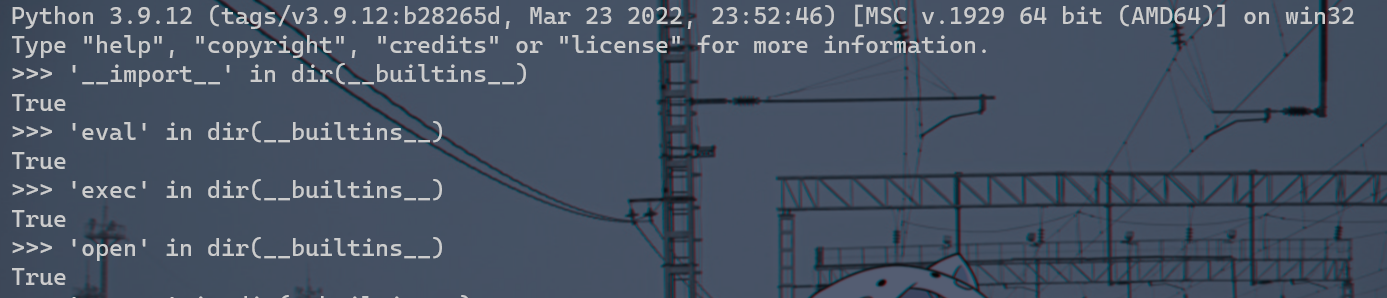 Python 3.9.12 (tags/v3.9.12:b28265d, Mar 23 2022, 23:52:46) [MSC v.1929 64 bit (AMD64)] on win32
Type "help", "copyright", "credits" or "license" for more information.
>>> '__import__' in dir(__builtins__)
True
>>> 'eval' in dir(__builtins__)
True
>>> 'exec' in dir(__builtins__)
True
>>> 'open' in dir(__builtins__)
True